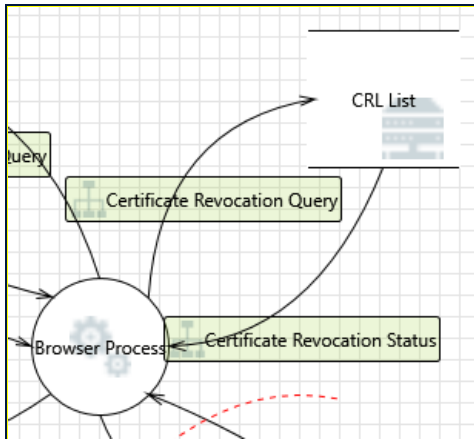 CRL List
Query
Certificate Revocation Query
Browser Process
Certificate Revocation Status